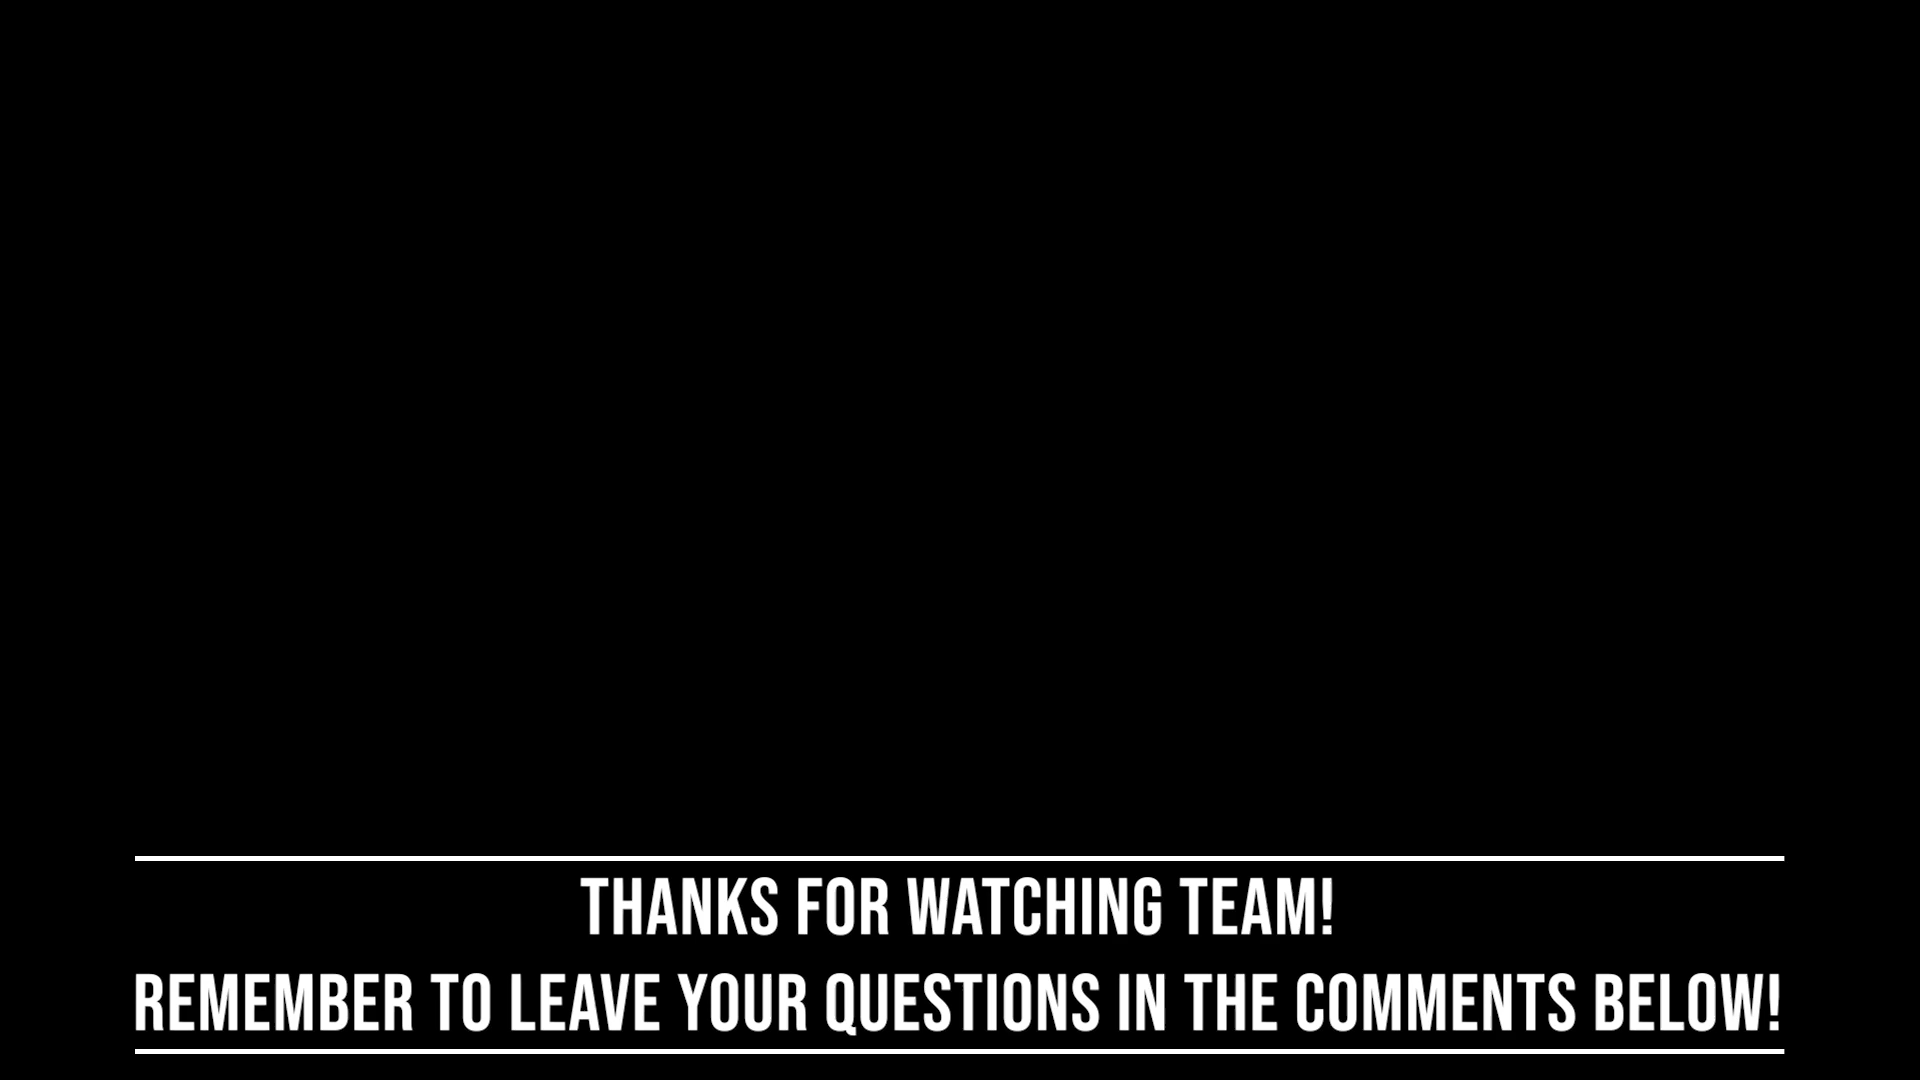 THANKS FOR WATCHING TEAM!
REMEMBER TO LEAVE YOUR QUESTIONS IN THE COMMENTS BELOW!